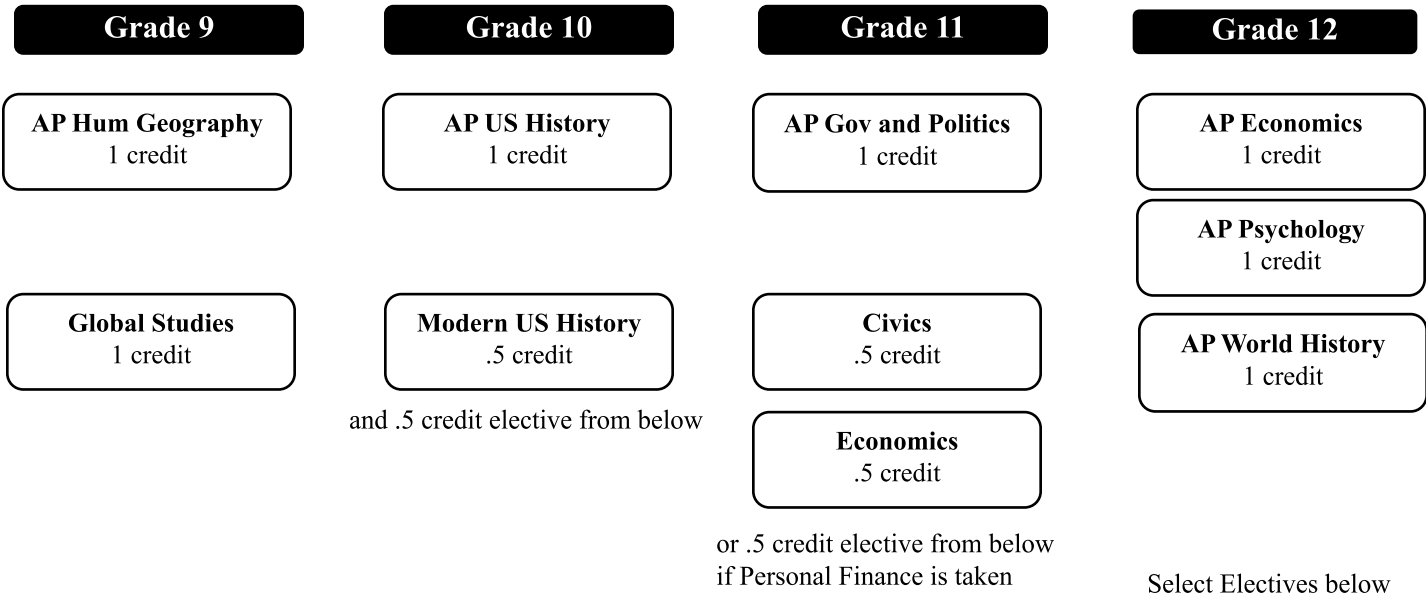 Grade 9
AP Hum Geography
1 credit
Global Studies
1 credit
Grade 10
AP US History
1 credit
Modern US History
.5 credit
and .5 credit elective from below
Grade 11
AP Gov and Politics
1 credit
Civics
.5 credit
Economics
.5 credit
or .5 credit elective from below
if Personal Finance is taken
Grade 12
AP Economics
1 credit
AP Psychology
1 credit
AP World History
1 credit
Select Electives below